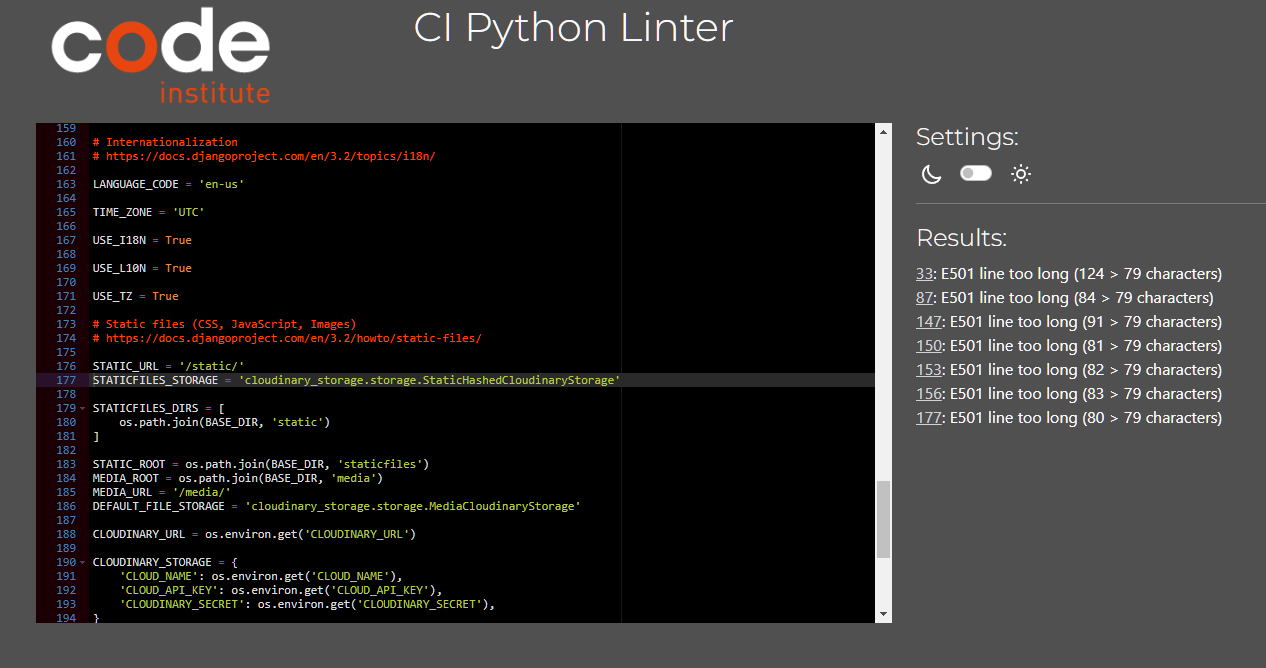 code
institute
CI Python Linter
159
160 # Internationalization
161 # https://docs.djangoproject.com/en/3.2/topics/i18n/
162
163 LANGUAGE_CODE = 'en-us'
164
165 TIME_ZONE = 'UTC'
166
167 USE_I18N = True
168
169 USE_L10N = True
170
171 USE_TZ = True
172
173 # Static files (CSS, JavaScript, Images)
174 # https://docs.djangoproject.com/en/3.2/howto/static-files/
175
176 STATIC_URL = '/static/'
177 STATICFILES_STORAGE = 'cloudinary_storage.storage.StaticHashedCloudinaryStorage'
178
179 STATICFILES_DIRS = [
180     os.path.join(BASE_DIR, 'static')
181 ]
182
183 STATIC_ROOT = os.path.join(BASE_DIR, 'staticfiles')
184 MEDIA_ROOT = os.path.join(BASE_DIR, 'media')
185 MEDIA_URL = '/media/'
186 DEFAULT_FILE_STORAGE = 'cloudinary_storage.storage.MediaCloudinaryStorage'
187
188 CLOUDINARY_URL = os.environ.get('CLOUDINARY_URL')
189
190 CLOUDINARY_STORAGE = {
191     'CLOUD_NAME': os.environ.get('CLOUD_NAME'),
192     'CLOUD_API_KEY': os.environ.get('CLOUD_API_KEY'),
193     'CLOUDINARY_SECRET': os.environ.get('CLOUDINARY_SECRET'),
194 }
Settings:
Results:
33: E501 line too long (124 > 79 characters)
87: E501 line too long (84 > 79 characters)
147: E501 line too long (91 > 79 characters)
150: E501 line too long (81 > 79 characters)
153: E501 line too long (82 > 79 characters)
156: E501 line too long (83 > 79 characters)
177: E501 line too long (80 > 79 characters)